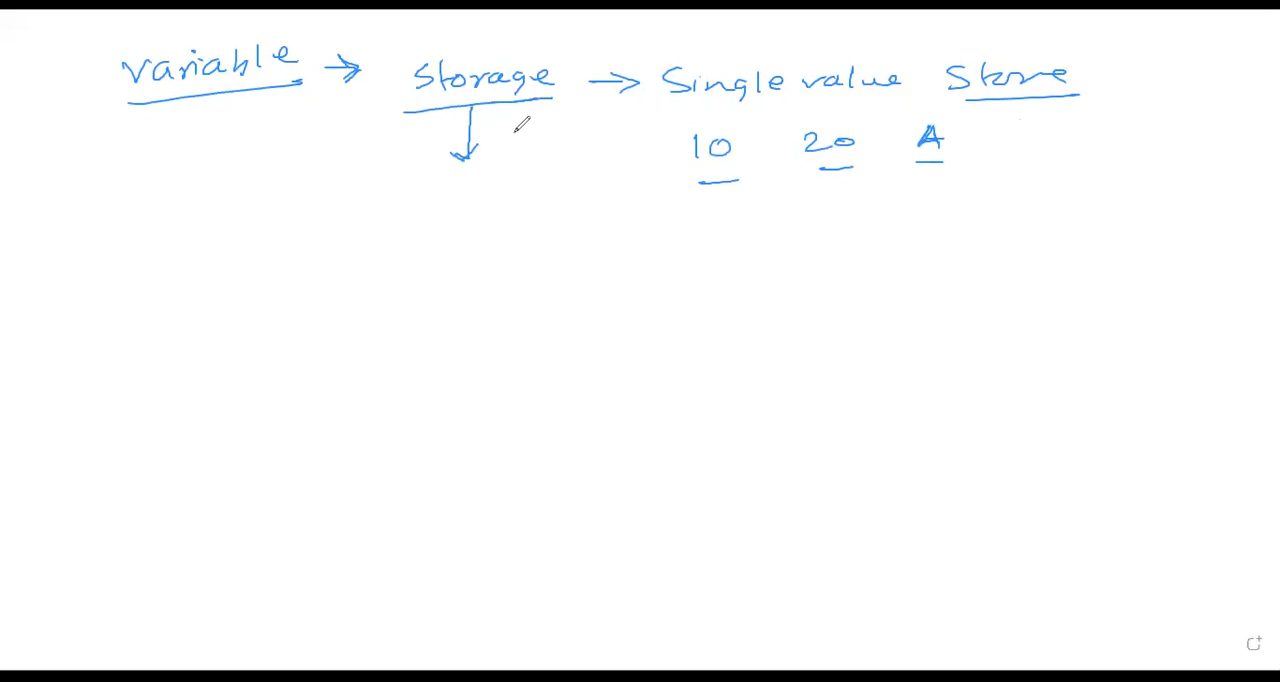 variable → Storage → Single value Store
10 20 A